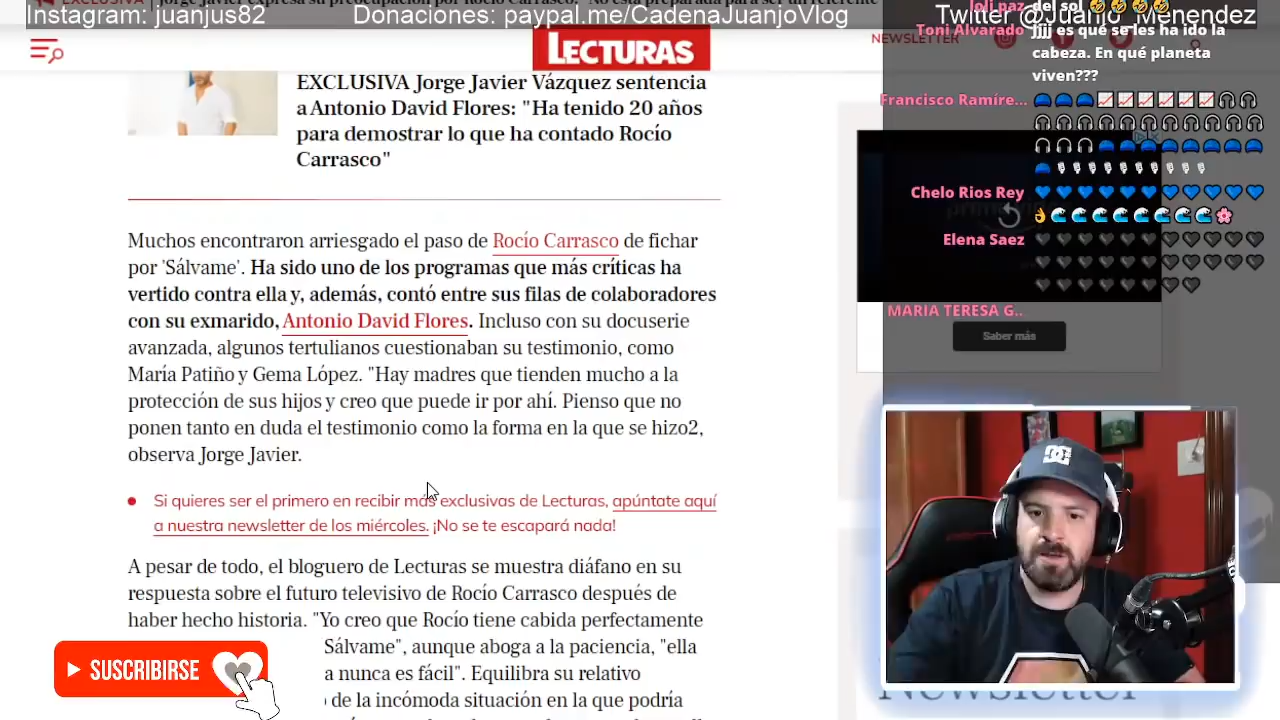 Instagram: juanjus82
Donaciones: paypal.me/CadenaJuanjoVlog
Twitter @Juanjo_Menendez
LECTURAS
NEWSLETTER
EXCLUSIVA Jorge Javier Vázquez sentencia
a Antonio David Flores: "Ha tenido 20 años
para demostrar lo que ha contado Rocío
Carrasco"
Muchos encontraron arriesgado el paso de Rocío Carrasco de fichar
por 'Sálvame'. Ha sido uno de los programas que más críticas ha
vertido contra ella y, además, contó entre sus filas de colaboradores
con su exmarido, Antonio David Flores. Incluso con su docuserie
avanzada, algunos tertulianos cuestionaban su testimonio, como
María Patiño y Gema López. "Hay madres que tienden mucho a la
protección de sus hijos y creo que puede ir por ahí. Pienso que no
ponen tanto en duda el testimonio como la forma en la que se hizo2,
observa Jorge Javier.
Si quieres ser el primero en recibir más exclusivas de Lecturas, apúntate aquí
a nuestra newsletter de los miércoles. ¡No se te escapará nada!
A pesar de todo, el bloguero de Lecturas se muestra diáfano en su
respuesta sobre el futuro televisivo de Rocío Carrasco después de
haber hecho historia. "Yo creo que Rocío tiene cabida perfectamente
Sálvame", aunque aboga a la paciencia, "ella
a nunca es fácil". Equilibra su relativo
de la incómoda situación en la que podría
SUSCRIBIRSE
loli paz del sol 🤣🤣🤣🤣
Toni Alvarado jjjj es qué se les ha ido la
cabeza. En qué planeta
viven???
Francisco Ramíre... 🧢🧢🧢📈📈📈📈📈📈🎧🎧
🎧🎧🎧🎧🎧🎧🎧🎧🎧🎧🎧
🎧🎧🎧🧢🧢🧢🧢🧢🧢🧢🧢
🧢🎙🎙🎙🎙🎙🎙🎙🎙🎙
Chelo Rios Rey 💙💙💙💙💙💙💙💙💙💙💙
👌🌊🌊🌊🌊🌊🌊🌊🌊🌸
Elena Saez 🖤🖤🖤🖤🖤🖤🖤🖤🖤🖤🖤
🖤🖤🖤🖤🖤🖤🖤🖤🖤🖤🖤
🖤🖤🖤🖤🖤🖤🖤🖤
MARIA TERESA G..
Saber más
Newsletter